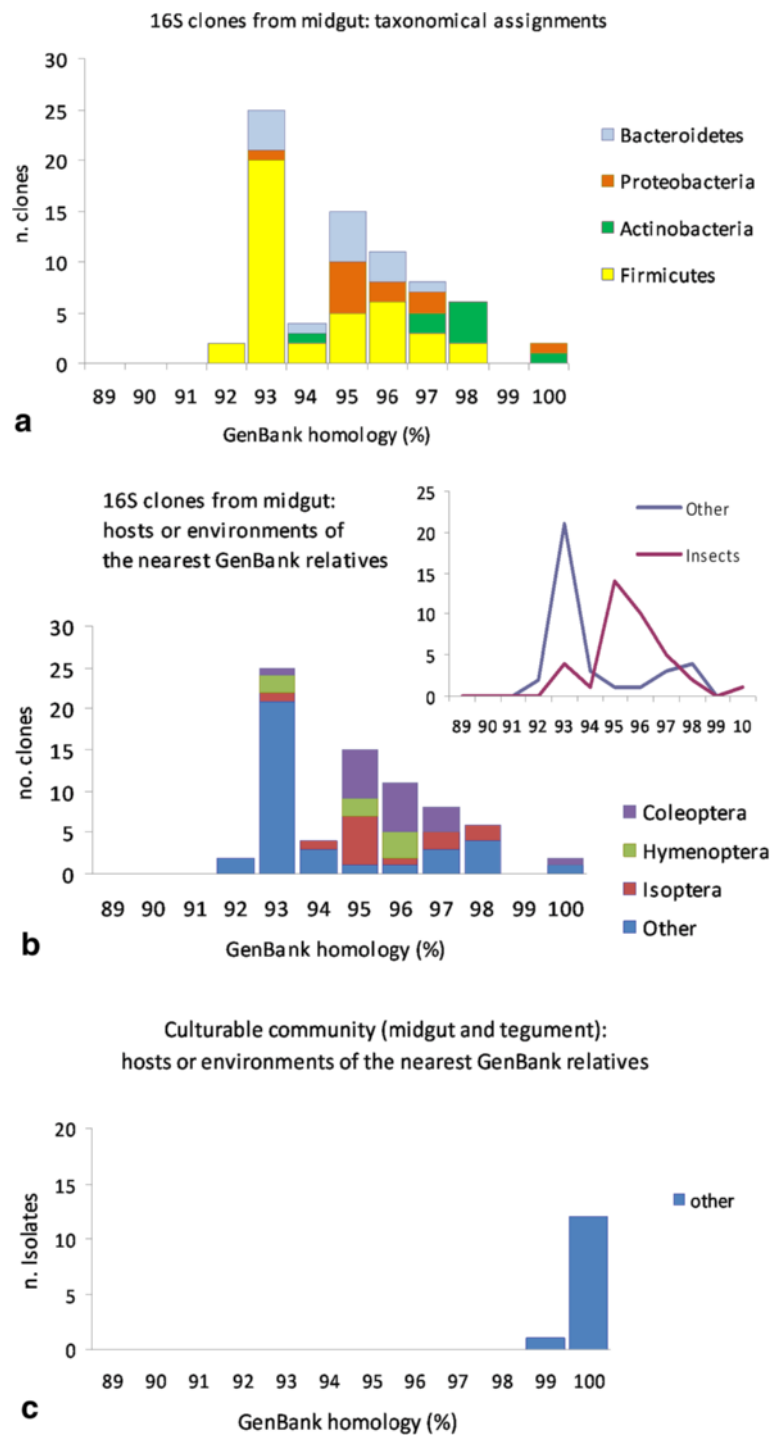 16S clones from midgut: taxonomical assignments
30
25
20
15
10
5
0
n. clones
89 90 91 92 93 94 95 96 97 98 99 100
GenBank homology (%)
Bacteroidetes
Proteobacteria
Actinobacteria
Firmicutes
a
16S clones from midgut:
hosts or environments of
the nearest GenBank relatives
25
20
15
10
5
0
89 90 91 92 93 94 95 96 97 98 99 10
Other
Insects
30
25
20
15
10
5
0
no. clones
89 90 91 92 93 94 95 96 97 98 99 100
GenBank homology (%)
Coleoptera
Hymenoptera
Isoptera
Other
b
Culturable community (midgut and tegument):
hosts or environments of the nearest GenBank relatives
20
15
10
5
0
n. Isolates
89 90 91 92 93 94 95 96 97 98 99 100
GenBank homology (%)
other
c